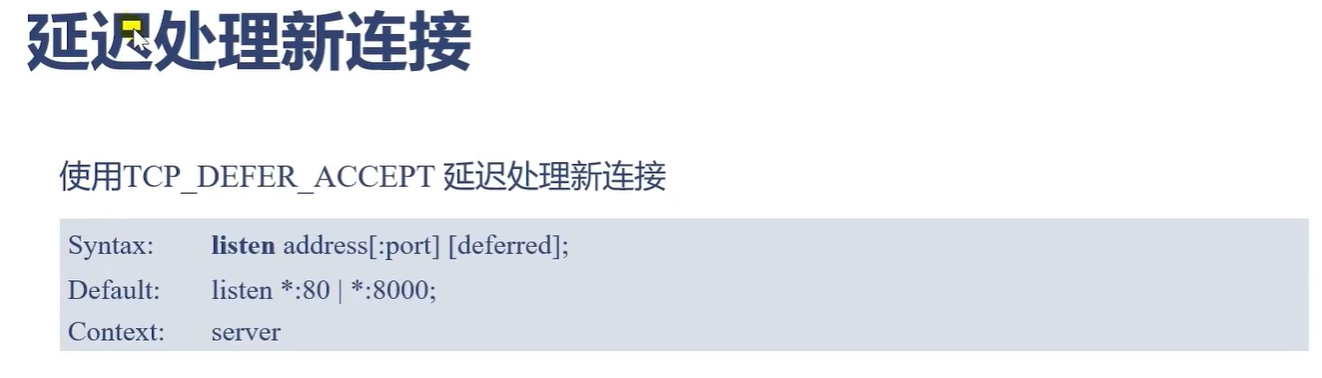 延迟处理新连接
使用TCP_DEFER_ACCEPT 延迟处理新连接
Syntax: listen address[:port] [deferred];
Default: listen *:80 | *:8000;
Context: server